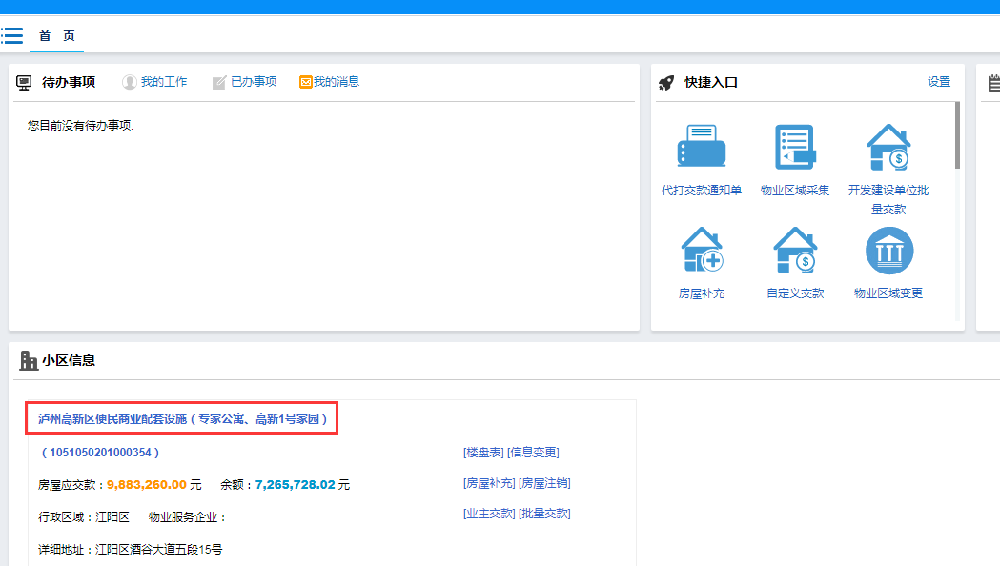 首 页
待办事项 我的工作 已办事项 我的消息
您目前没有待办事项.
快捷入口 设置
代打交款通知单 物业区域采集 开发建设单位批
量交款
房屋补充 自定义交款 物业区域变更
小区信息
泸州高新区便民商业配套设施（专家公寓、高新1号家园）
（1051050201000354） [楼盘表] [信息变更]
房屋应交款：9,883,260.00 元 余额：7,265,728.02 元 [房屋补充] [房屋注销]
行政区域：江阳区 物业服务企业： [业主交款] [批量交款]
详细地址：江阳区酒谷大道五段15号